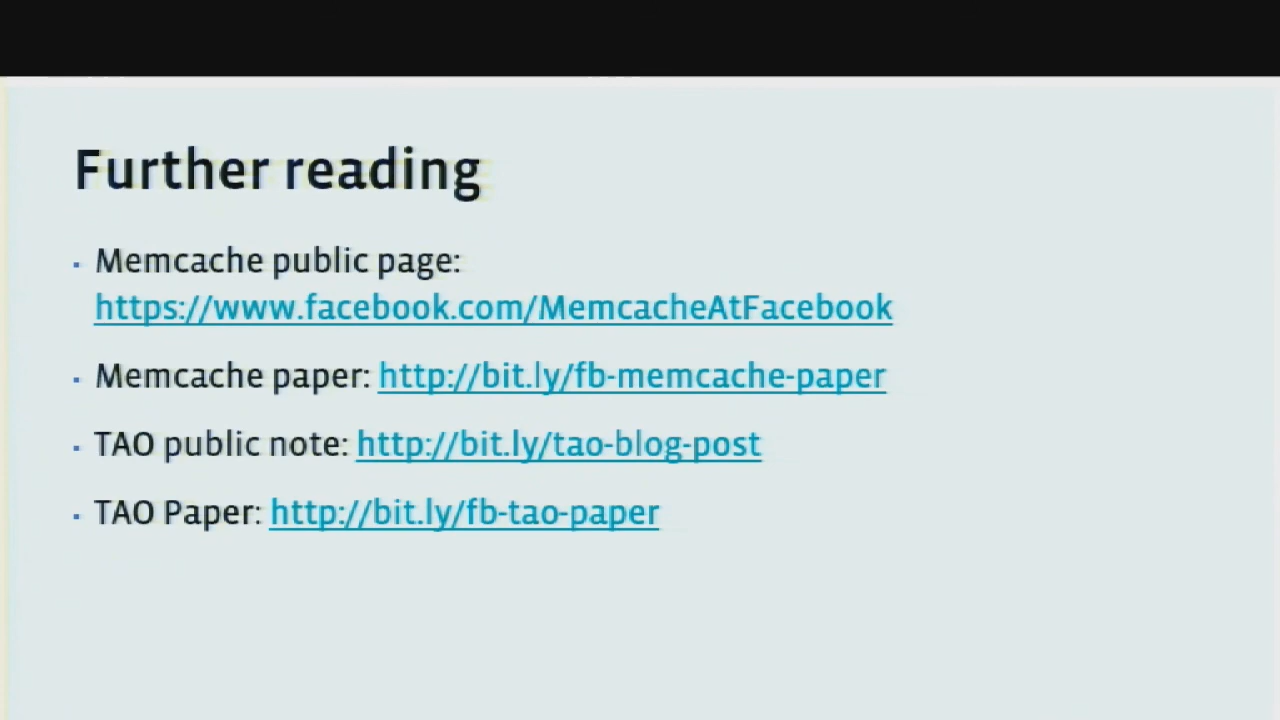 Further reading
Memcache public page:
https://www.facebook.com/MemcacheAtFacebook
Memcache paper: http://bit.ly/fb-memcache-paper
TAO public note: http://bit.ly/tao-blog-post
TAO Paper: http://bit.ly/fb-tao-paper